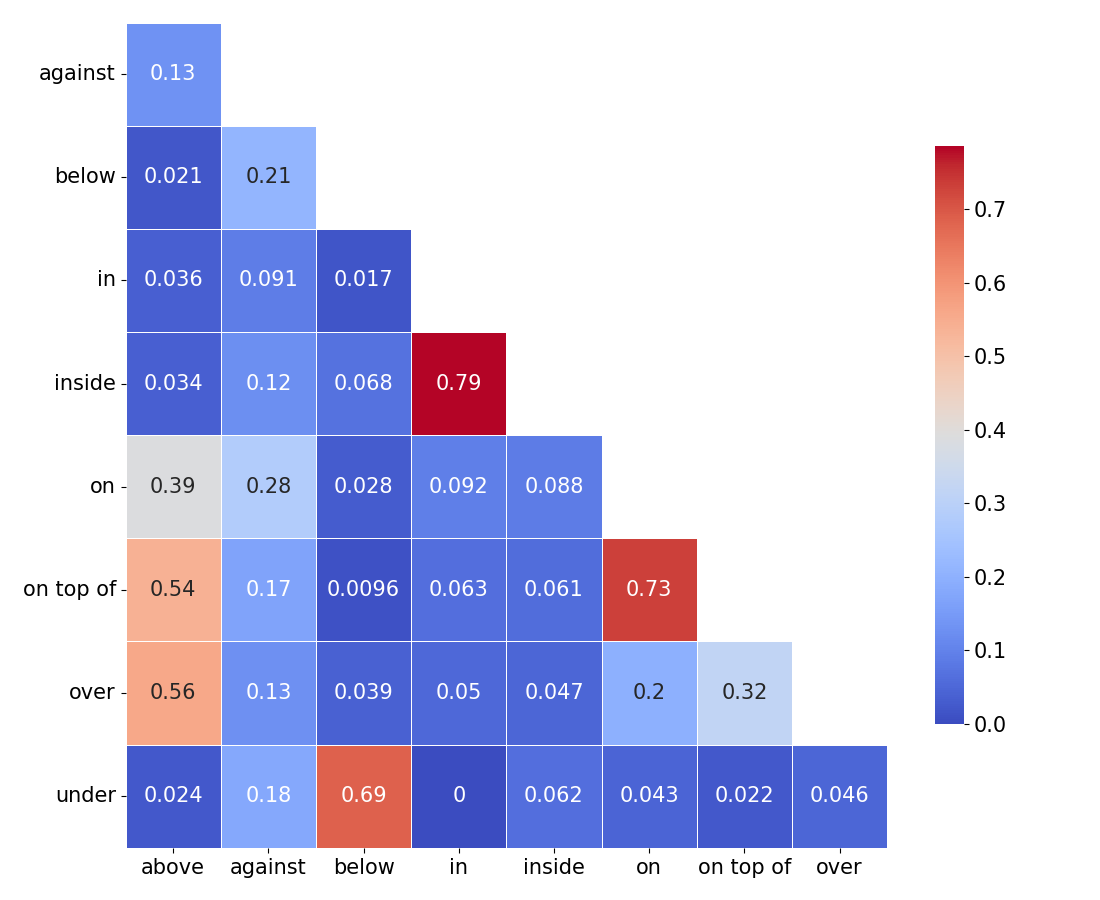 against 0.13
below 0.021 0.21
in 0.036 0.091 0.017
inside 0.034 0.12 0.068 0.79
on 0.39 0.28 0.028 0.092 0.088
on top of 0.54 0.17 0.0096 0.063 0.061 0.73
over 0.56 0.13 0.039 0.05 0.047 0.2 0.32
under 0.024 0.18 0.69 0 0.062 0.043 0.022 0.046
above against below in inside on on top of over
0.7
0.6
0.5
0.4
0.3
0.2
0.1
0.0